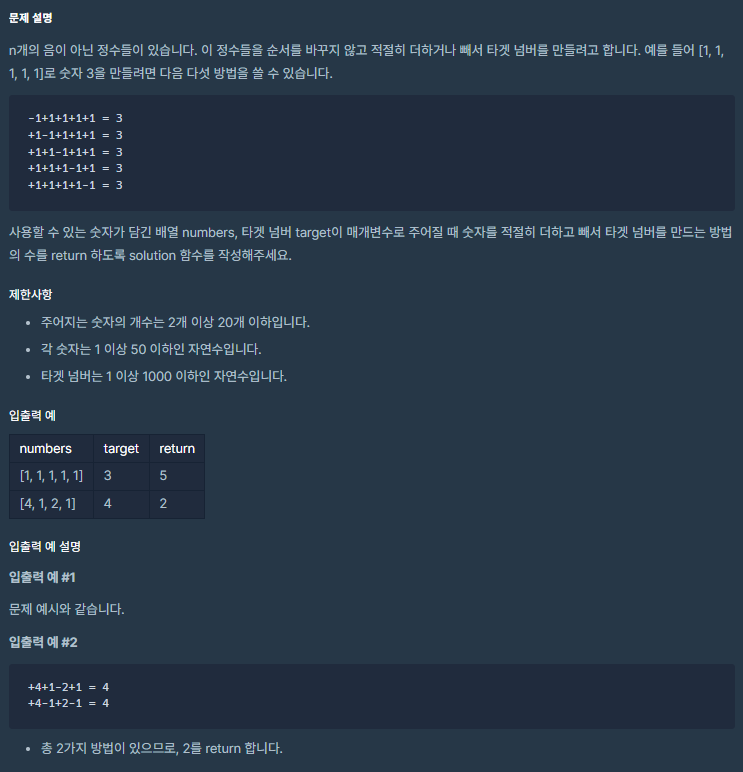 문제 설명
n개의 음이 아닌 정수들이 있습니다. 이 정수들을 순서를 바꾸지 않고 적절히 더하거나 빼서 타겟 넘버를 만들려고 합니다. 예를 들어 [1, 1,
1, 1, 1]로 숫자 3을 만들려면 다음 다섯 방법을 쓸 수 있습니다.
-1+1+1+1+1 = 3
+1-1+1+1+1 = 3
+1+1-1+1+1 = 3
+1+1+1-1+1 = 3
+1+1+1+1-1 = 3
사용할 수 있는 숫자가 담긴 배열 numbers, 타겟 넘버 target이 매개변수로 주어질 때 숫자를 적절히 더하고 빼서 타겟 넘버를 만드는 방법
의 수를 return 하도록 solution 함수를 작성해주세요.
제한사항
• 주어지는 숫자의 개수는 2개 이상 20개 이하입니다.
• 각 숫자는 1 이상 50 이하인 자연수입니다.
• 타겟 넘버는 1 이상 1000 이하인 자연수입니다.
입출력 예
numbers target return
[1, 1, 1, 1, 1] 3 5
[4, 1, 2, 1] 4 2
입출력 예 설명
입출력 예 #1
문제 예시와 같습니다.
입출력 예 #2
+4+1-2+1 = 4
+4-1+2-1 = 4
• 총 2가지 방법이 있으므로, 2를 return 합니다.